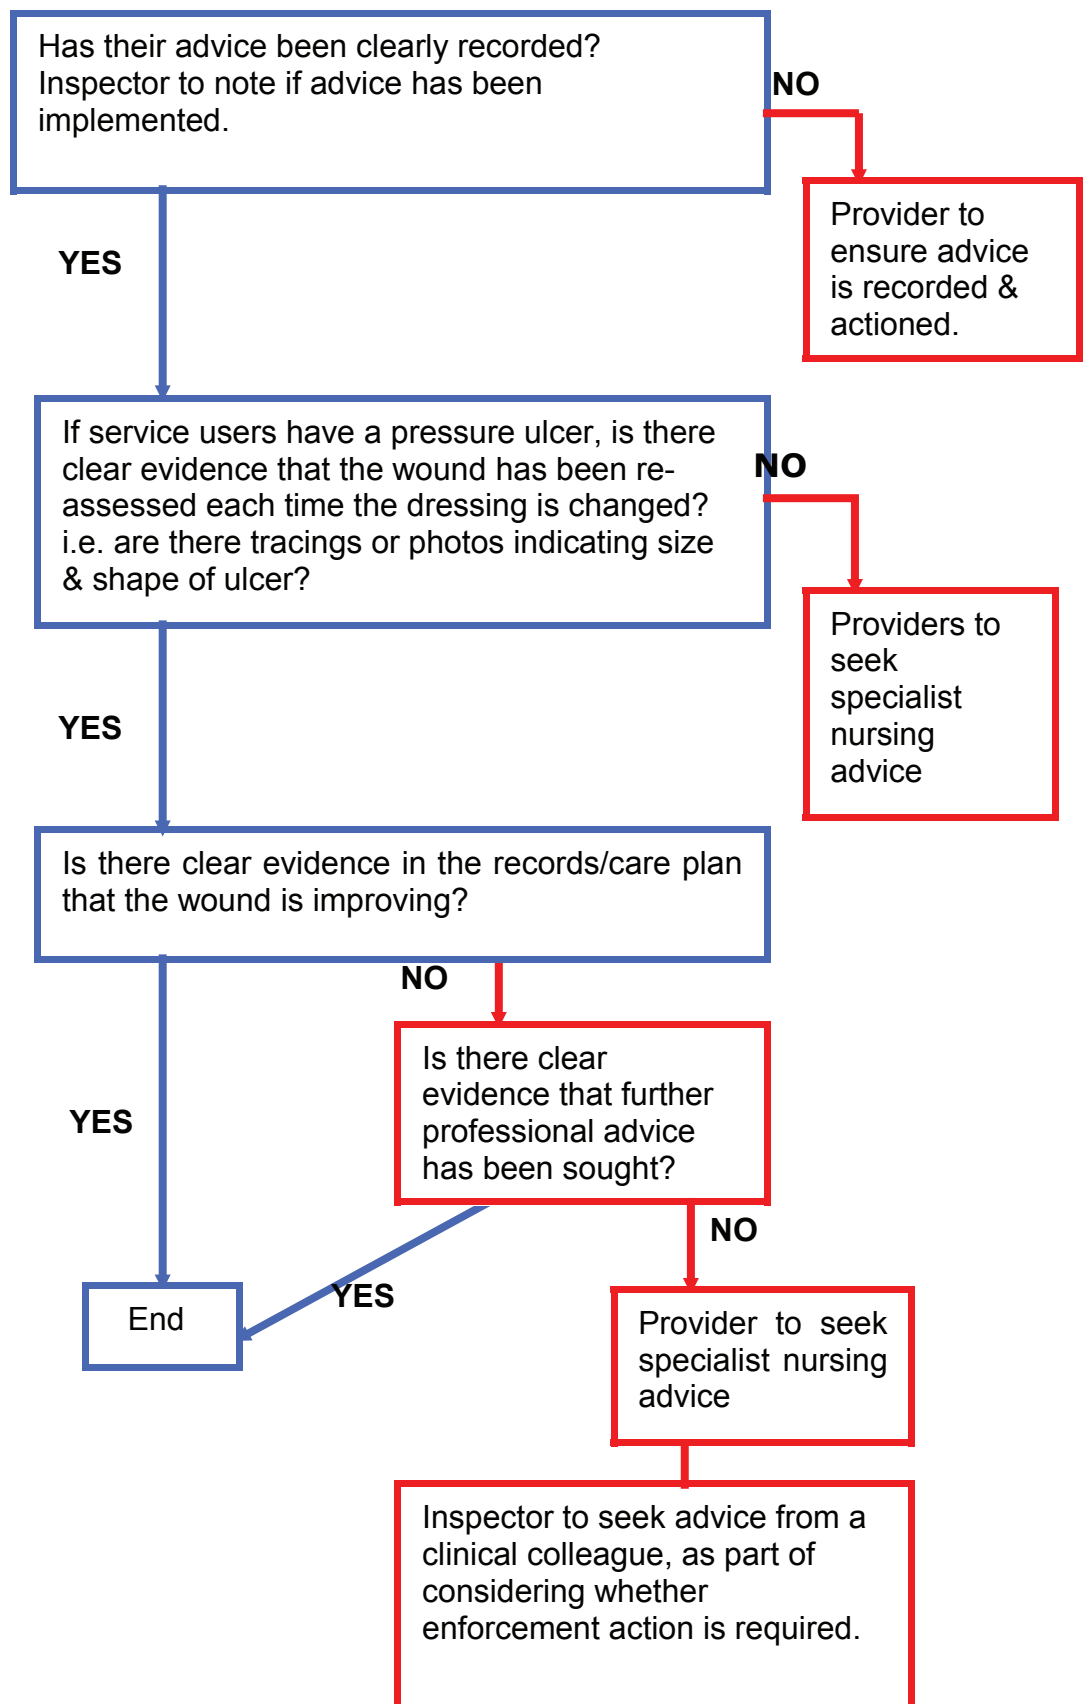 Has their advice been clearly recorded?
Inspector to note if advice has been
implemented.
NO
Provider to
ensure advice
is recorded &
actioned.
YES
If service users have a pressure ulcer, is there
clear evidence that the wound has been re-
assessed each time the dressing is changed?
i.e. are there tracings or photos indicating size
& shape of ulcer?
NO
Providers to
seek
specialist
nursing
advice
YES
Is there clear evidence in the records/care plan
that the wound is improving?
NO
Is there clear
evidence that further
professional advice
has been sought?
YES
NO
YES
End
Provider to seek
specialist nursing
advice
Inspector to seek advice from a
clinical colleague, as part of
considering whether
enforcement action is required.